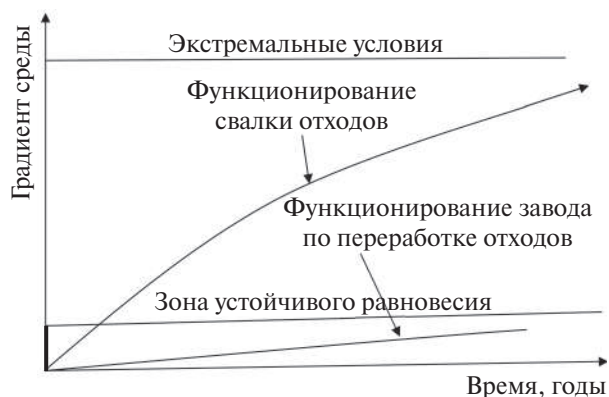 Экстремальные условия
Функционирование
свалки отходов
Градиент среды
Функционирование завода
по переработке отходов
Зона устойчивого равновесия
Время, годы